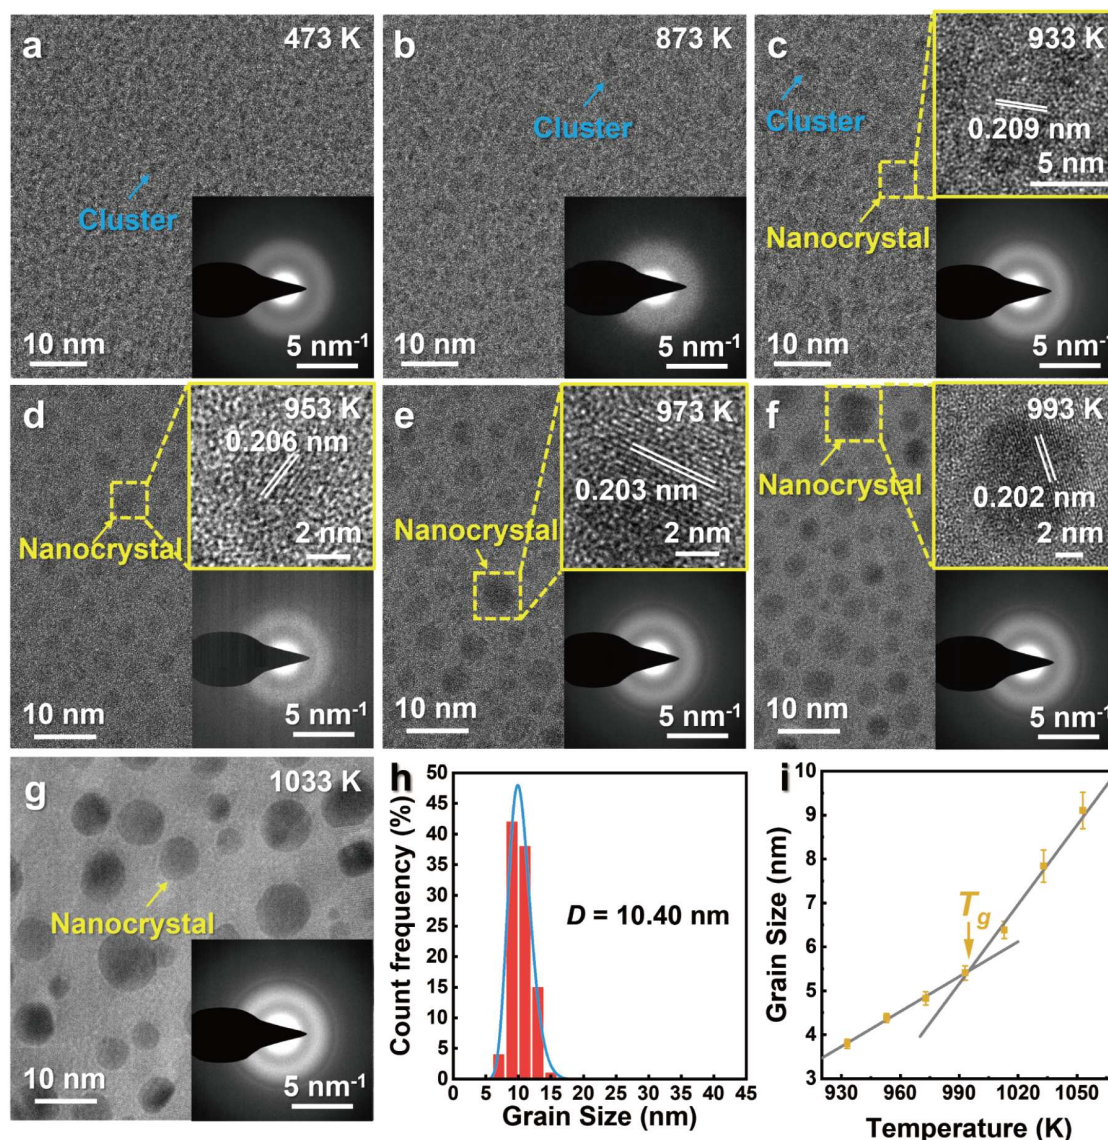 a
473 K
Cluster
10 nm
5 nm-1
b
873 K
Cluster
10 nm
5 nm-1
c
933 K
Cluster
0.209 nm
5 nm
Nanocrystal
10 nm
5 nm-1
d
953 K
0.206 nm
Nanocrystal
2 nm
10 nm
5 nm-1
e
973 K
0.203 nm
Nanocrystal
2 nm
10 nm
5 nm-1
f
993 K
Nanocrystal
0.202 nm
2 nm
10 nm
5 nm-1
g
1033 K
Nanocrystal
10 nm
5 nm-1
h
Count frequency (%)
50
45
40
35
30
25
20
15
10
5
0
D = 10.40 nm
0 5 10 15 20 25 30 35 40 45
Grain Size (nm)
i
Grain Size (nm)
10
9
8
7
6
5
4
3
Tg
930 960 990 1020 1050
Temperature (K)